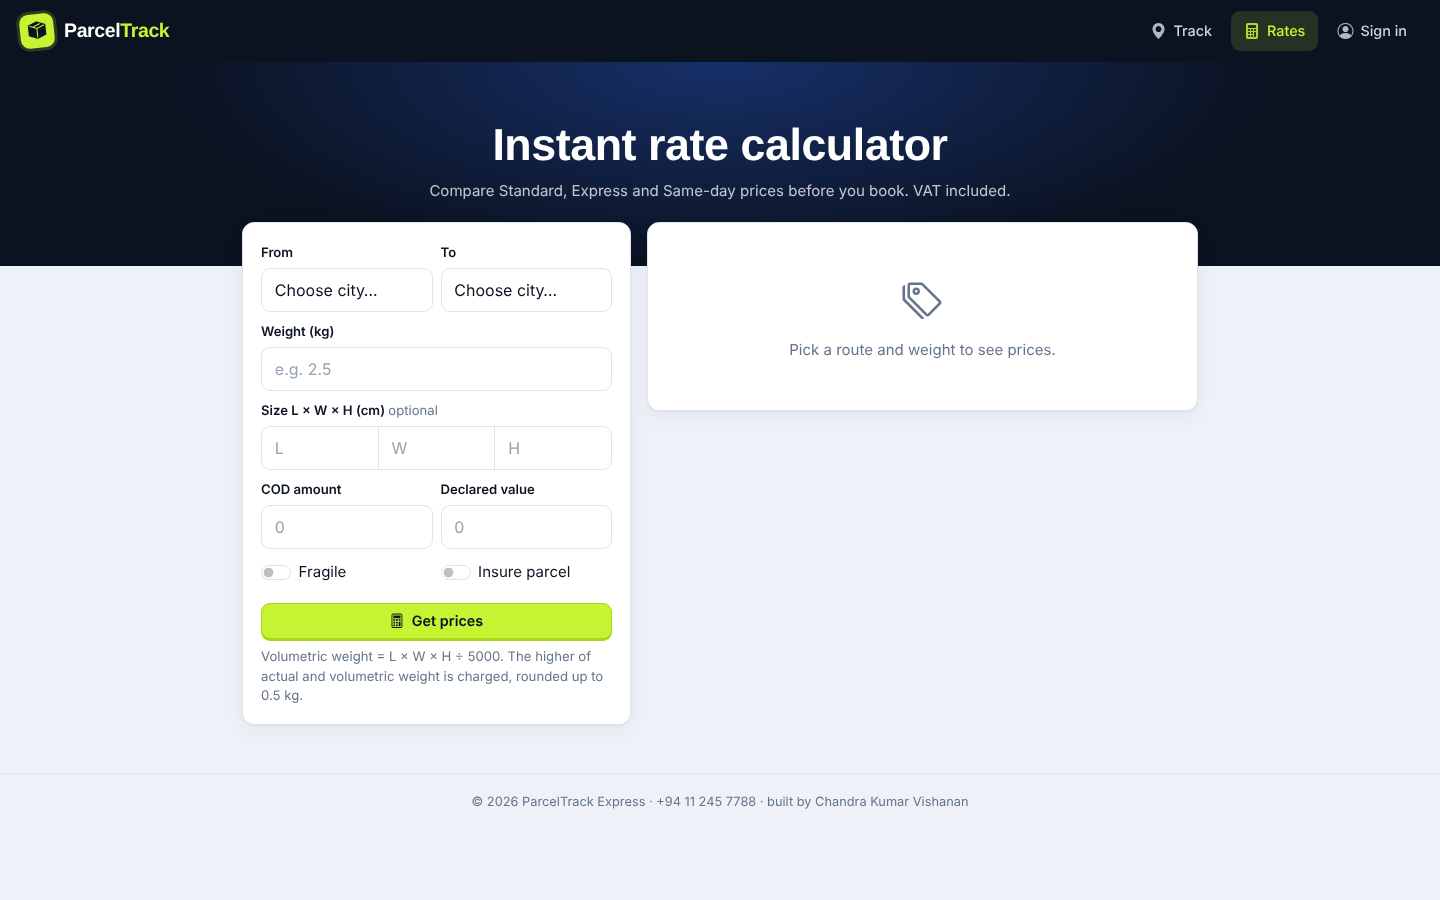 ParcelTrack
Track
Rates
Sign in
Instant rate calculator
Compare Standard, Express and Same-day prices before you book. VAT included.
From
To
Choose city...
Choose city...
Weight (kg)
e.g. 2.5
Size L × W × H (cm) optional
L
W
H
COD amount
Declared value
0
0
Fragile
Insure parcel
Get prices
Volumetric weight = L × W × H ÷ 5000. The higher of
actual and volumetric weight is charged, rounded up to
0.5 kg.
Pick a route and weight to see prices.
© 2026 ParcelTrack Express · +94 11 245 7788 · built by Chandra Kumar Vishanan